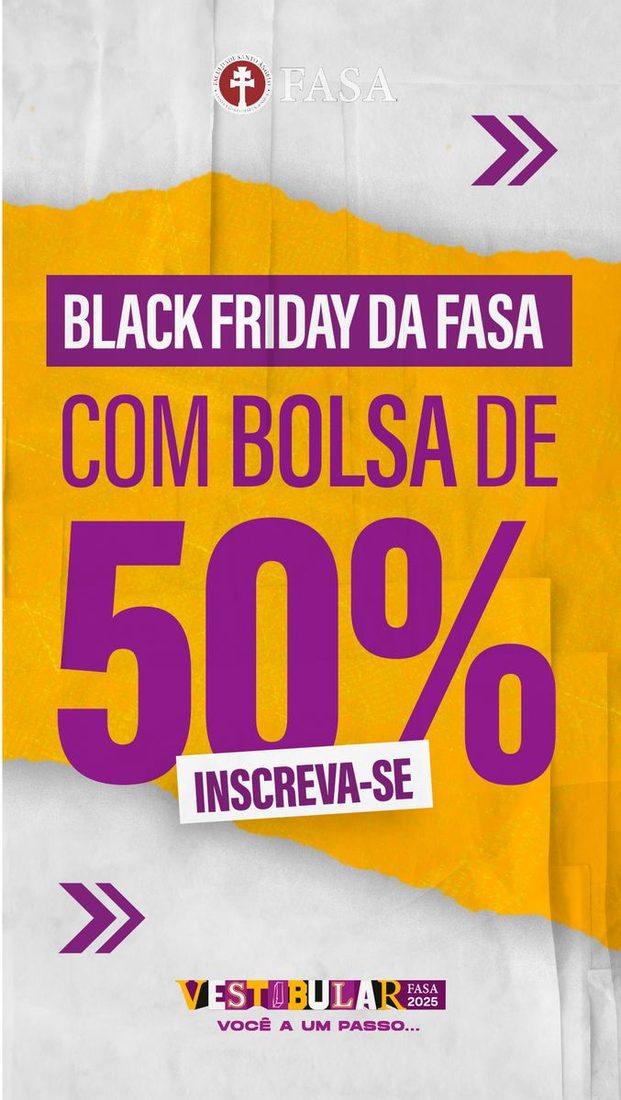 FASA
BLACK FRIDAY DA FASA
COM BOLSA DE
50%
INSCREVA-SE
VESTIBULAR FASA 2025
VOCÊ A UM PASSO...